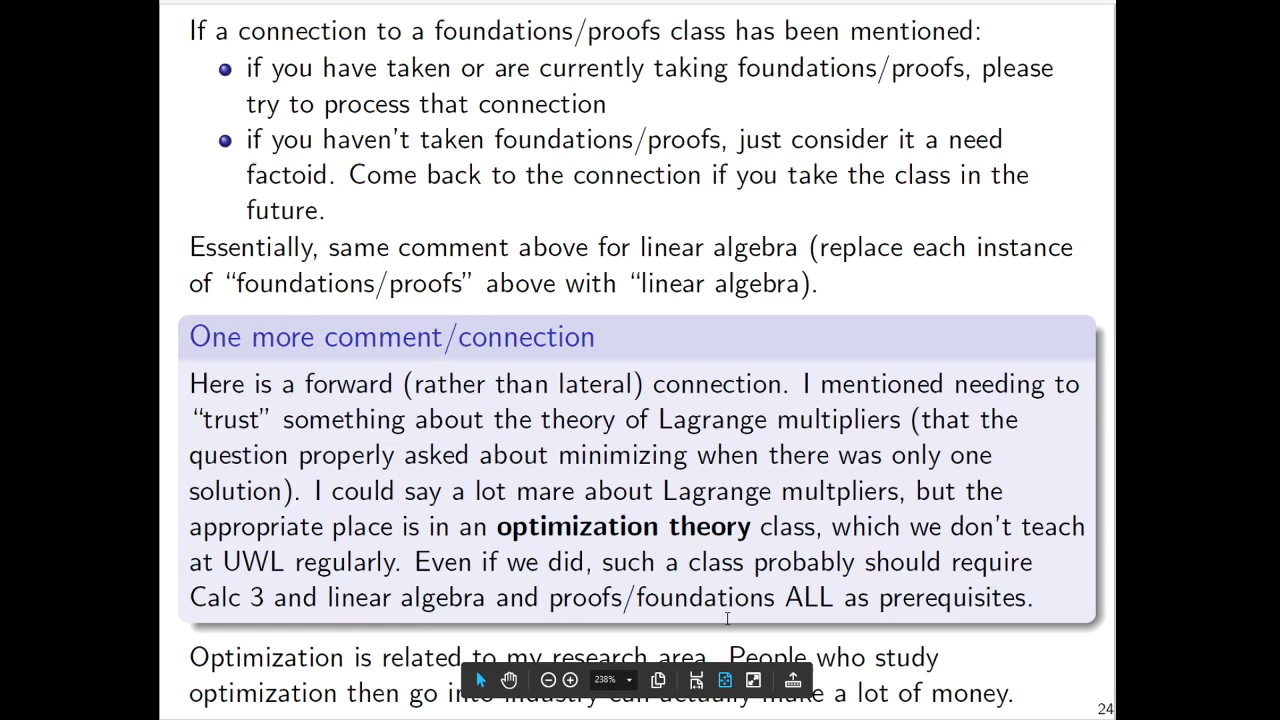 If a connection to a foundations/proofs class has been mentioned:
if you have taken or are currently taking foundations/proofs, please
try to process that connection
if you haven't taken foundations/proofs, just consider it a need
factoid. Come back to the connection if you take the class in the
future.
Essentially, same comment above for linear algebra (replace each instance
of “foundations/proofs” above with “linear algebra).
One more comment/connection
Here is a forward (rather than lateral) connection. I mentioned needing to
“trust” something about the theory of Lagrange multipliers (that the
question properly asked about minimizing when there was only one
solution). I could say a lot mare about Lagrange multpliers, but the
appropriate place is in an optimization theory class, which we don't teach
at UWL regularly. Even if we did, such a class probably should require
Calc 3 and linear algebra and proofs/foundations ALL as prerequisites.
Optimization is related to my research area. People who study
238%
optimization then go into industry can actually make a lot of money.
24